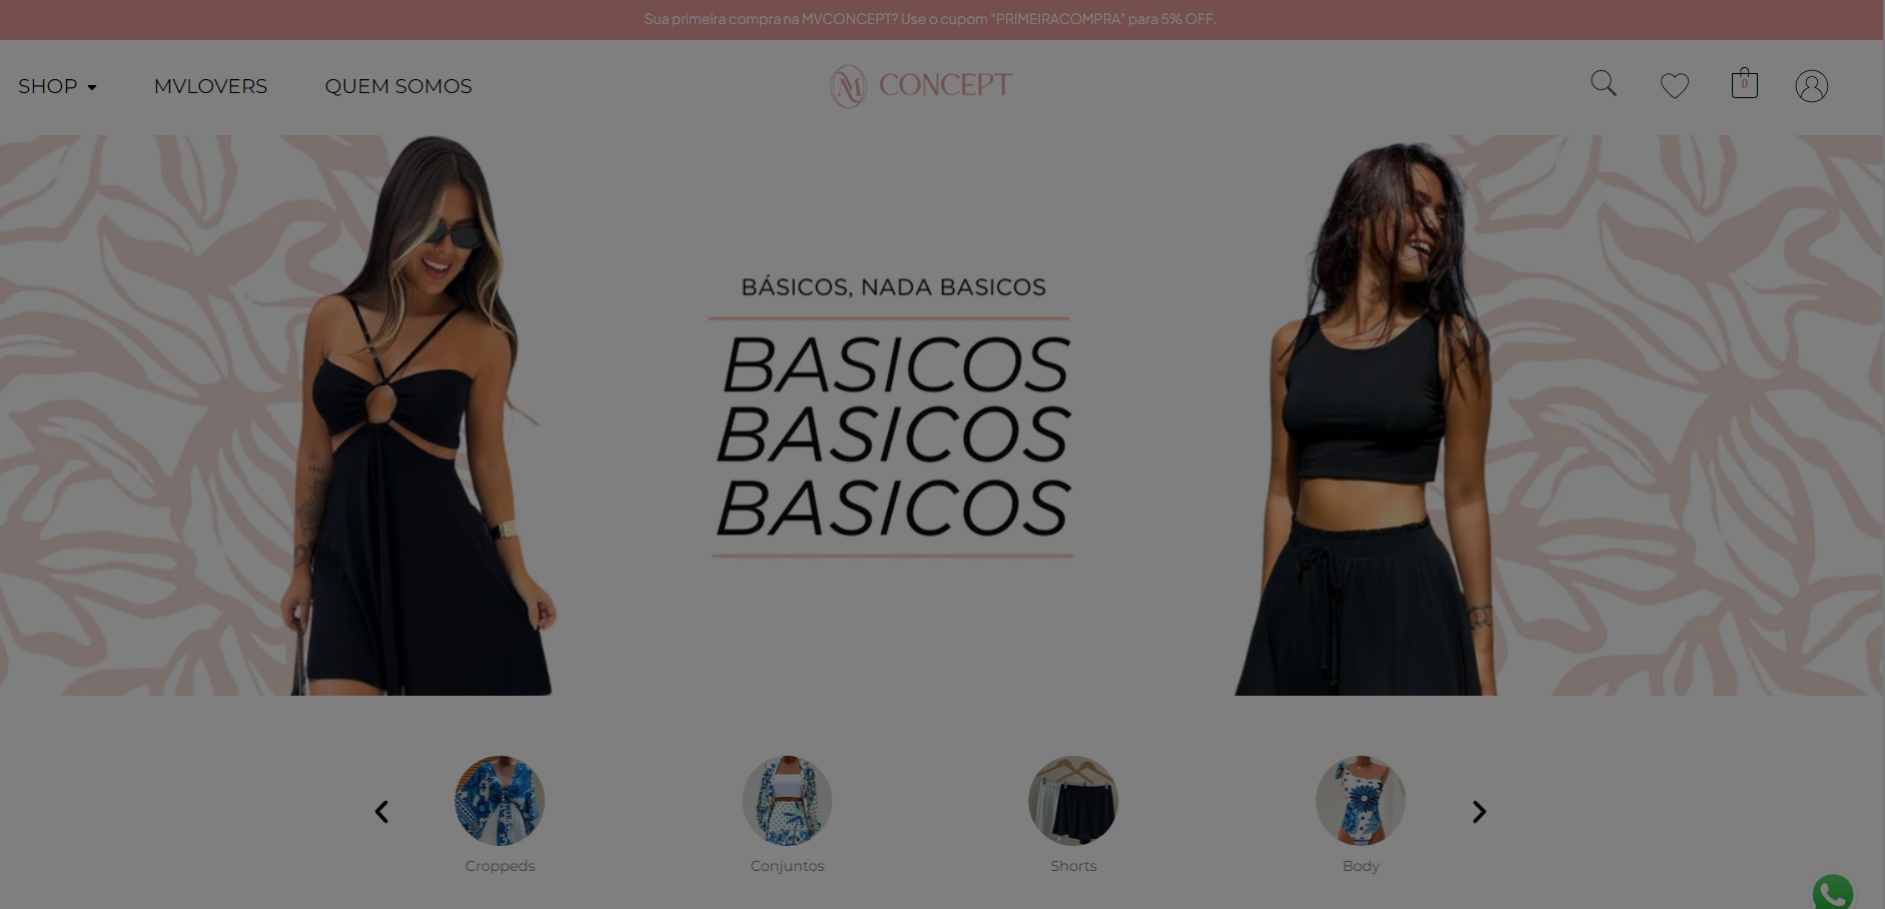 Sua primeira compra na MVCONCEPT? Use o cupom "PRIMEIRACOMPRA" para 5% OFF.
SHOP
MVLOVERS
QUEM SOMOS
M CONCEPT
0
BÁSICOS, NADA BASICOS
BASICOS
BASICOS
BASICOS
Croppeds
Conjuntos
Shorts
Body